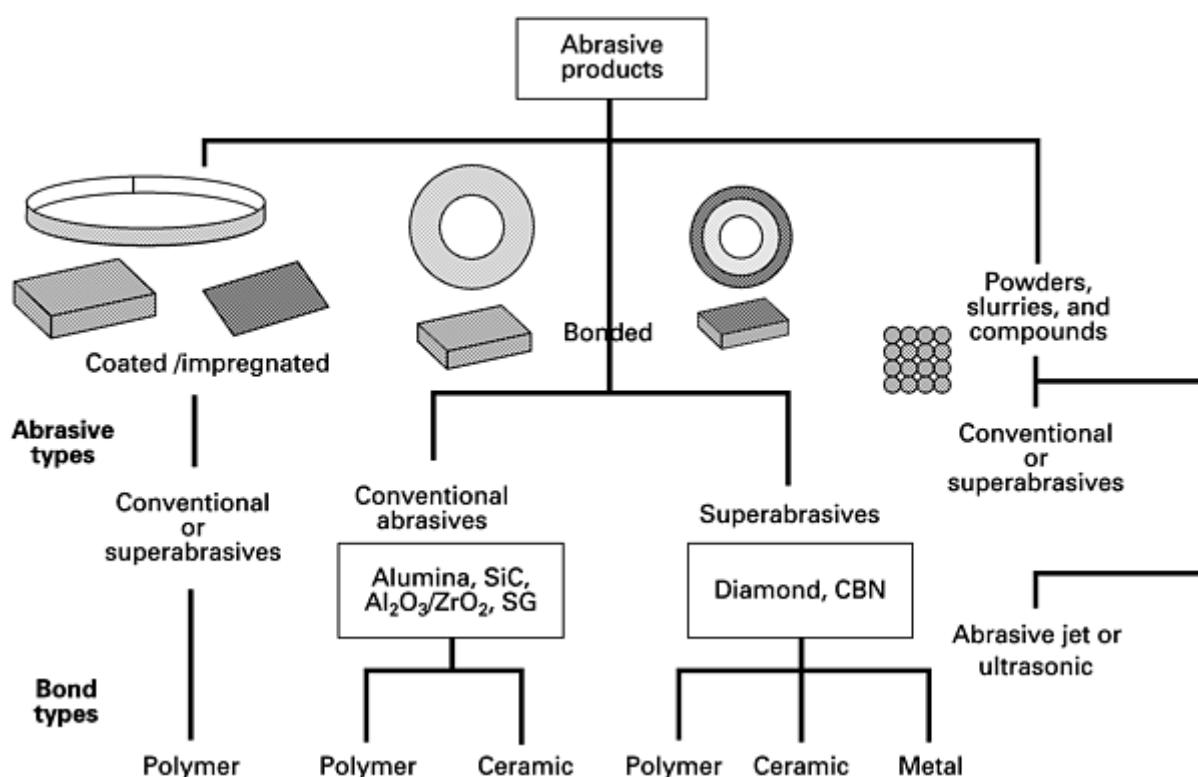 Abrasive
products
Powders,
slurries, and
compounds
Bonded
Coated /impregnated
Abrasive
types
Conventional
or
superabrasives
Conventional
or
superabrasives
Conventional
abrasives
Superabrasives
Alumina, SiC,
Al₂O₃/ZrO₂, SG
Diamond, CBN
Abrasive jet or
ultrasonic
Bond
types
Polymer
Polymer
Ceramic
Polymer
Ceramic
Metal